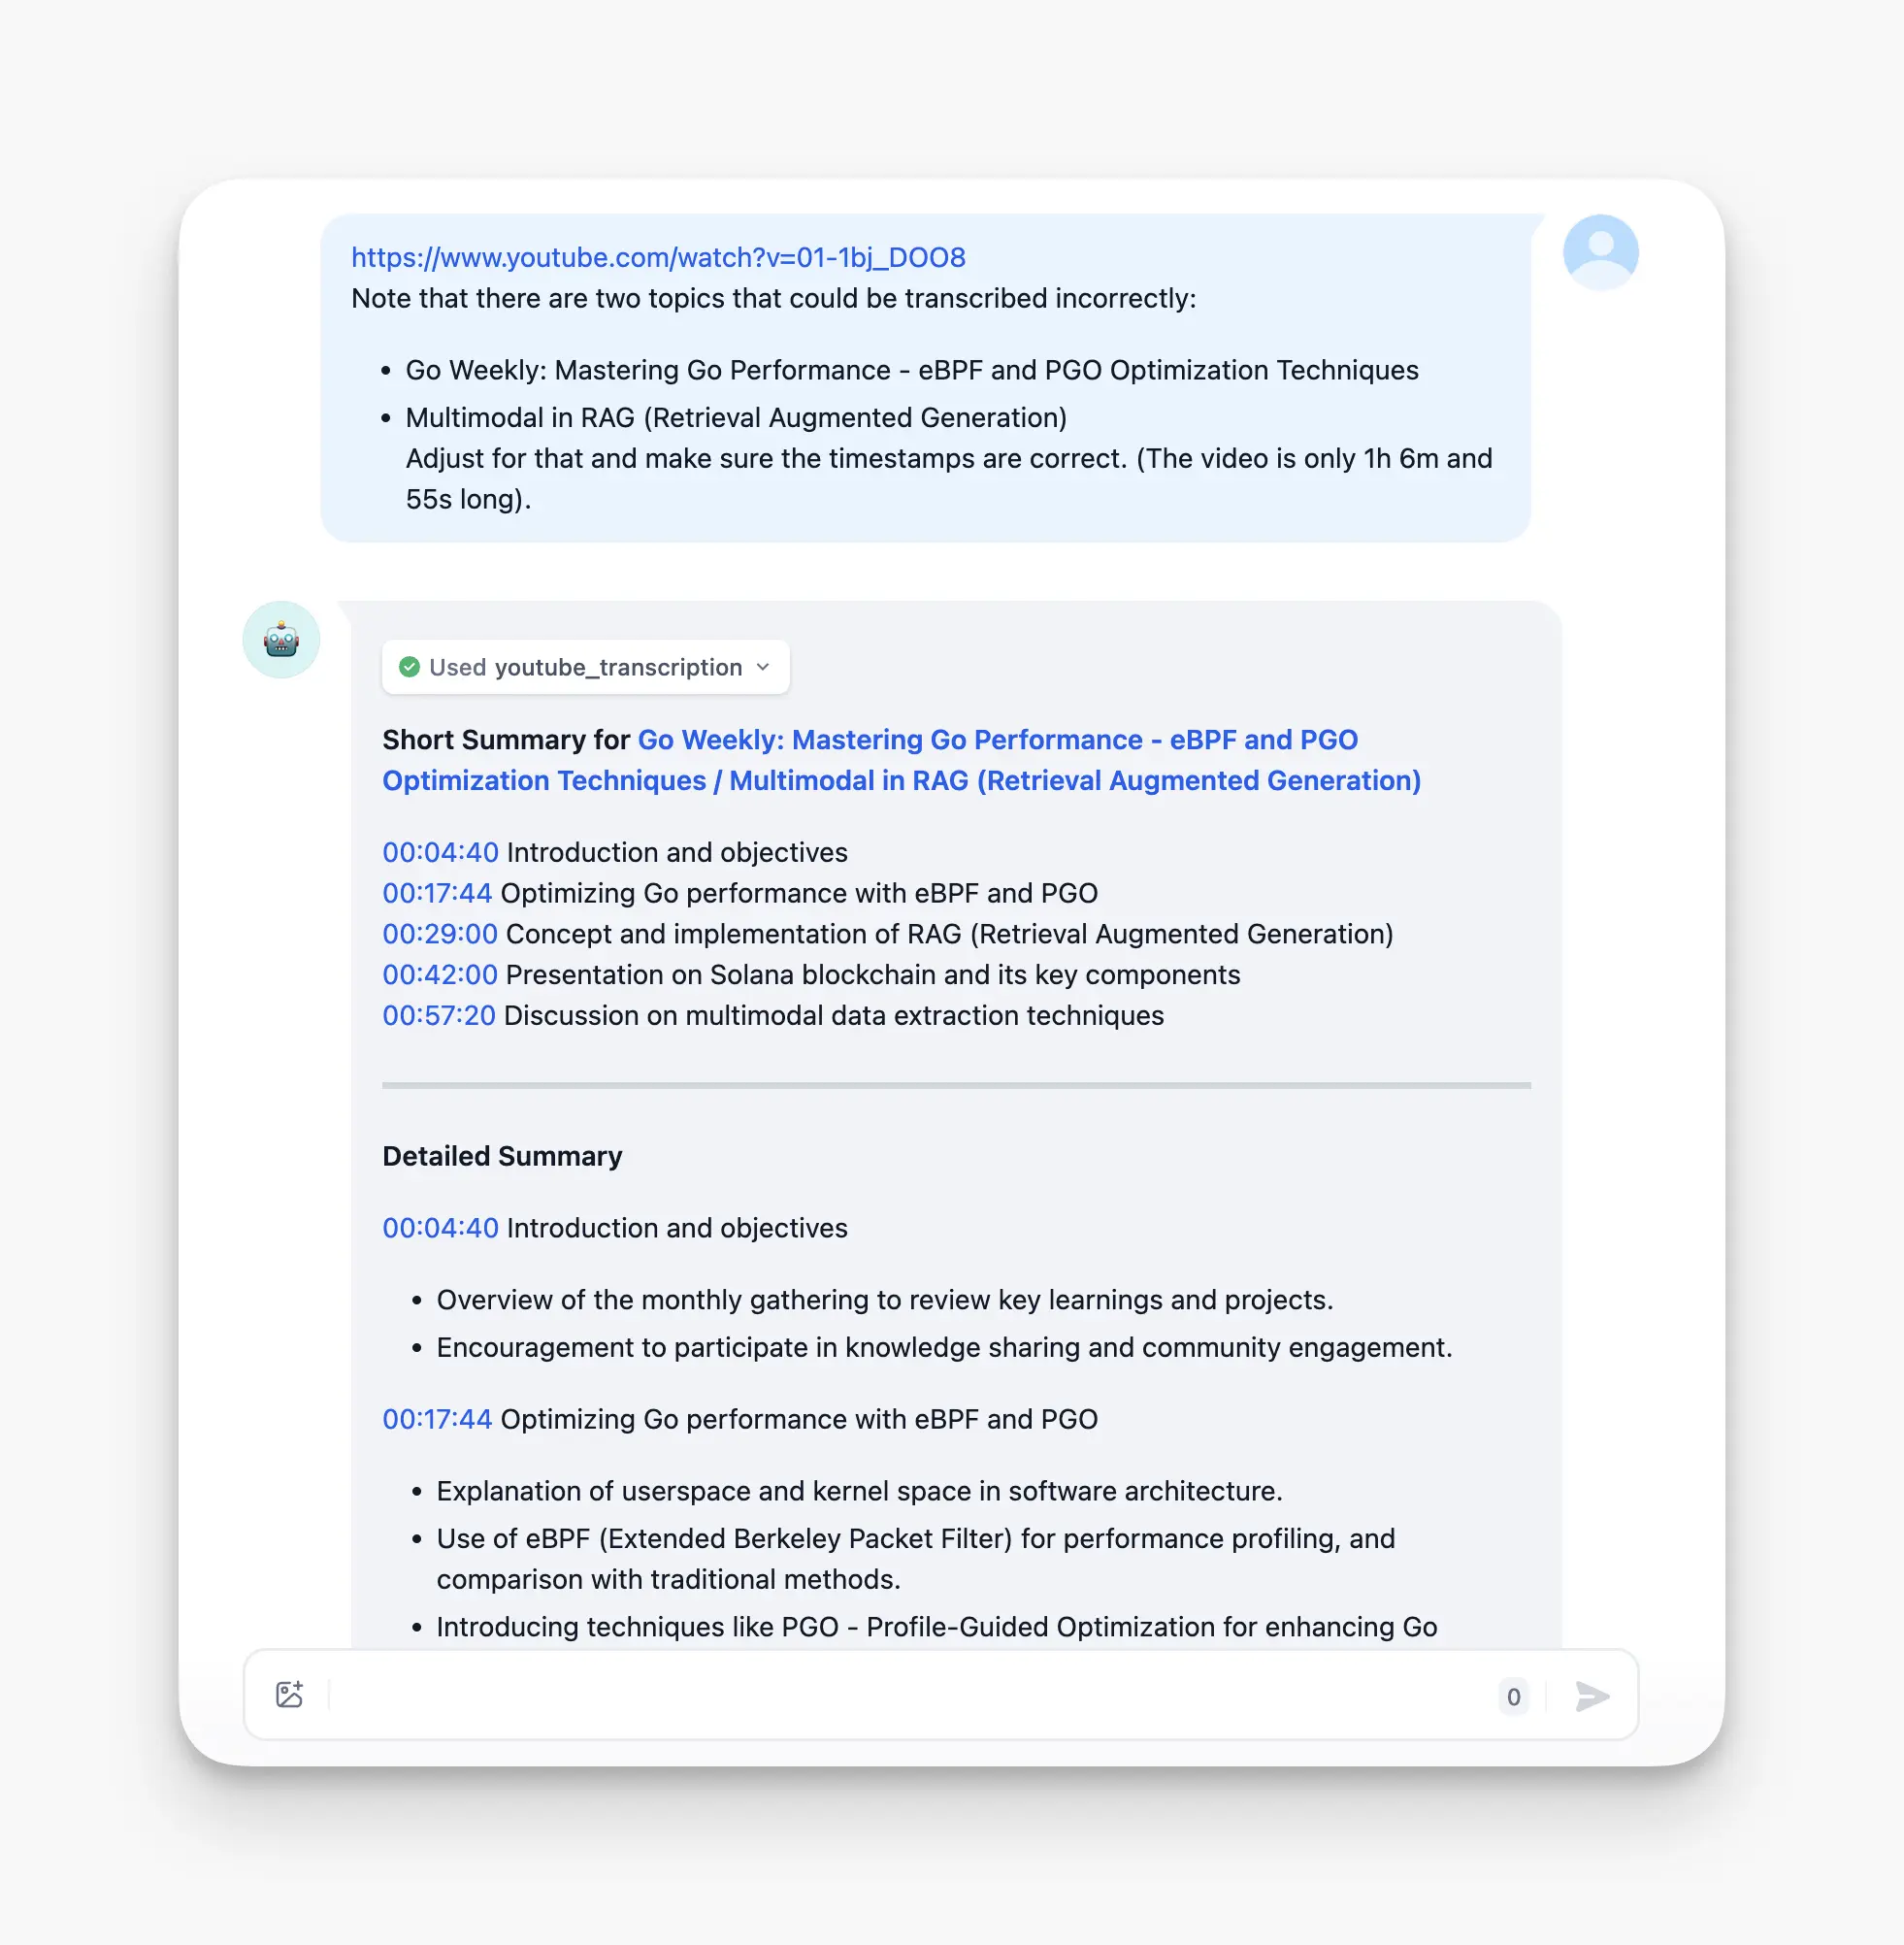 https://www.youtube.com/watch?v=01-1bj_DOO8
Note that there are two topics that could be transcribed incorrectly:
• Go Weekly: Mastering Go Performance - eBPF and PGO Optimization Techniques
• Multimodal in RAG (Retrieval Augmented Generation)
Adjust for that and make sure the timestamps are correct. (The video is only 1h 6m and
55s long).
Used youtube_transcription
Short Summary for Go Weekly: Mastering Go Performance - eBPF and PGO
Optimization Techniques / Multimodal in RAG (Retrieval Augmented Generation)
00:04:40 Introduction and objectives
00:17:44 Optimizing Go performance with eBPF and PGO
00:29:00 Concept and implementation of RAG (Retrieval Augmented Generation)
00:42:00 Presentation on Solana blockchain and its key components
00:57:20 Discussion on multimodal data extraction techniques
Detailed Summary
00:04:40 Introduction and objectives
• Overview of the monthly gathering to review key learnings and projects.
• Encouragement to participate in knowledge sharing and community engagement.
00:17:44 Optimizing Go performance with eBPF and PGO
• Explanation of userspace and kernel space in software architecture.
• Use of eBPF (Extended Berkeley Packet Filter) for performance profiling, and
comparison with traditional methods.
• Introducing techniques like PGO - Profile-Guided Optimization for enhancing Go
0